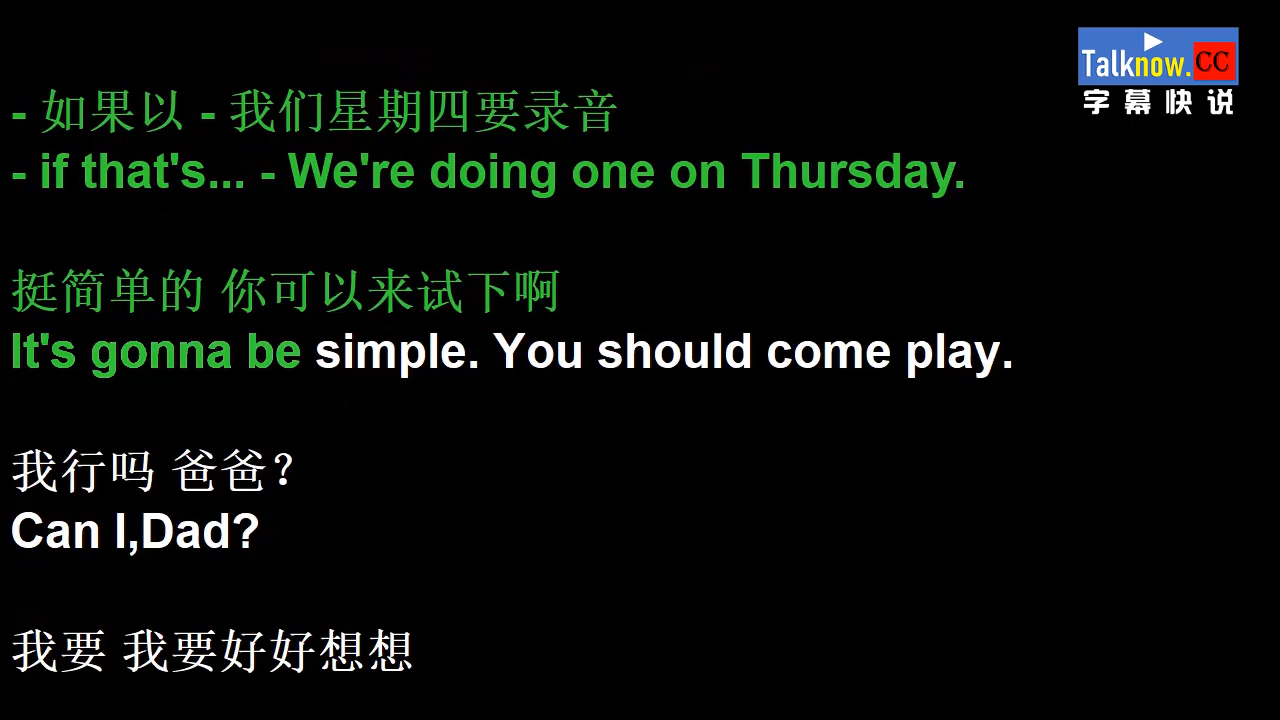 Talknow.CC
字幕快说
- 如果以 - 我们星期四要录音
- if that's... - We're doing one on Thursday.
挺简单的 你可以来试下啊
It's gonna be simple. You should come play.
我行吗 爸爸？
Can I,Dad?
我要 我要好好想想